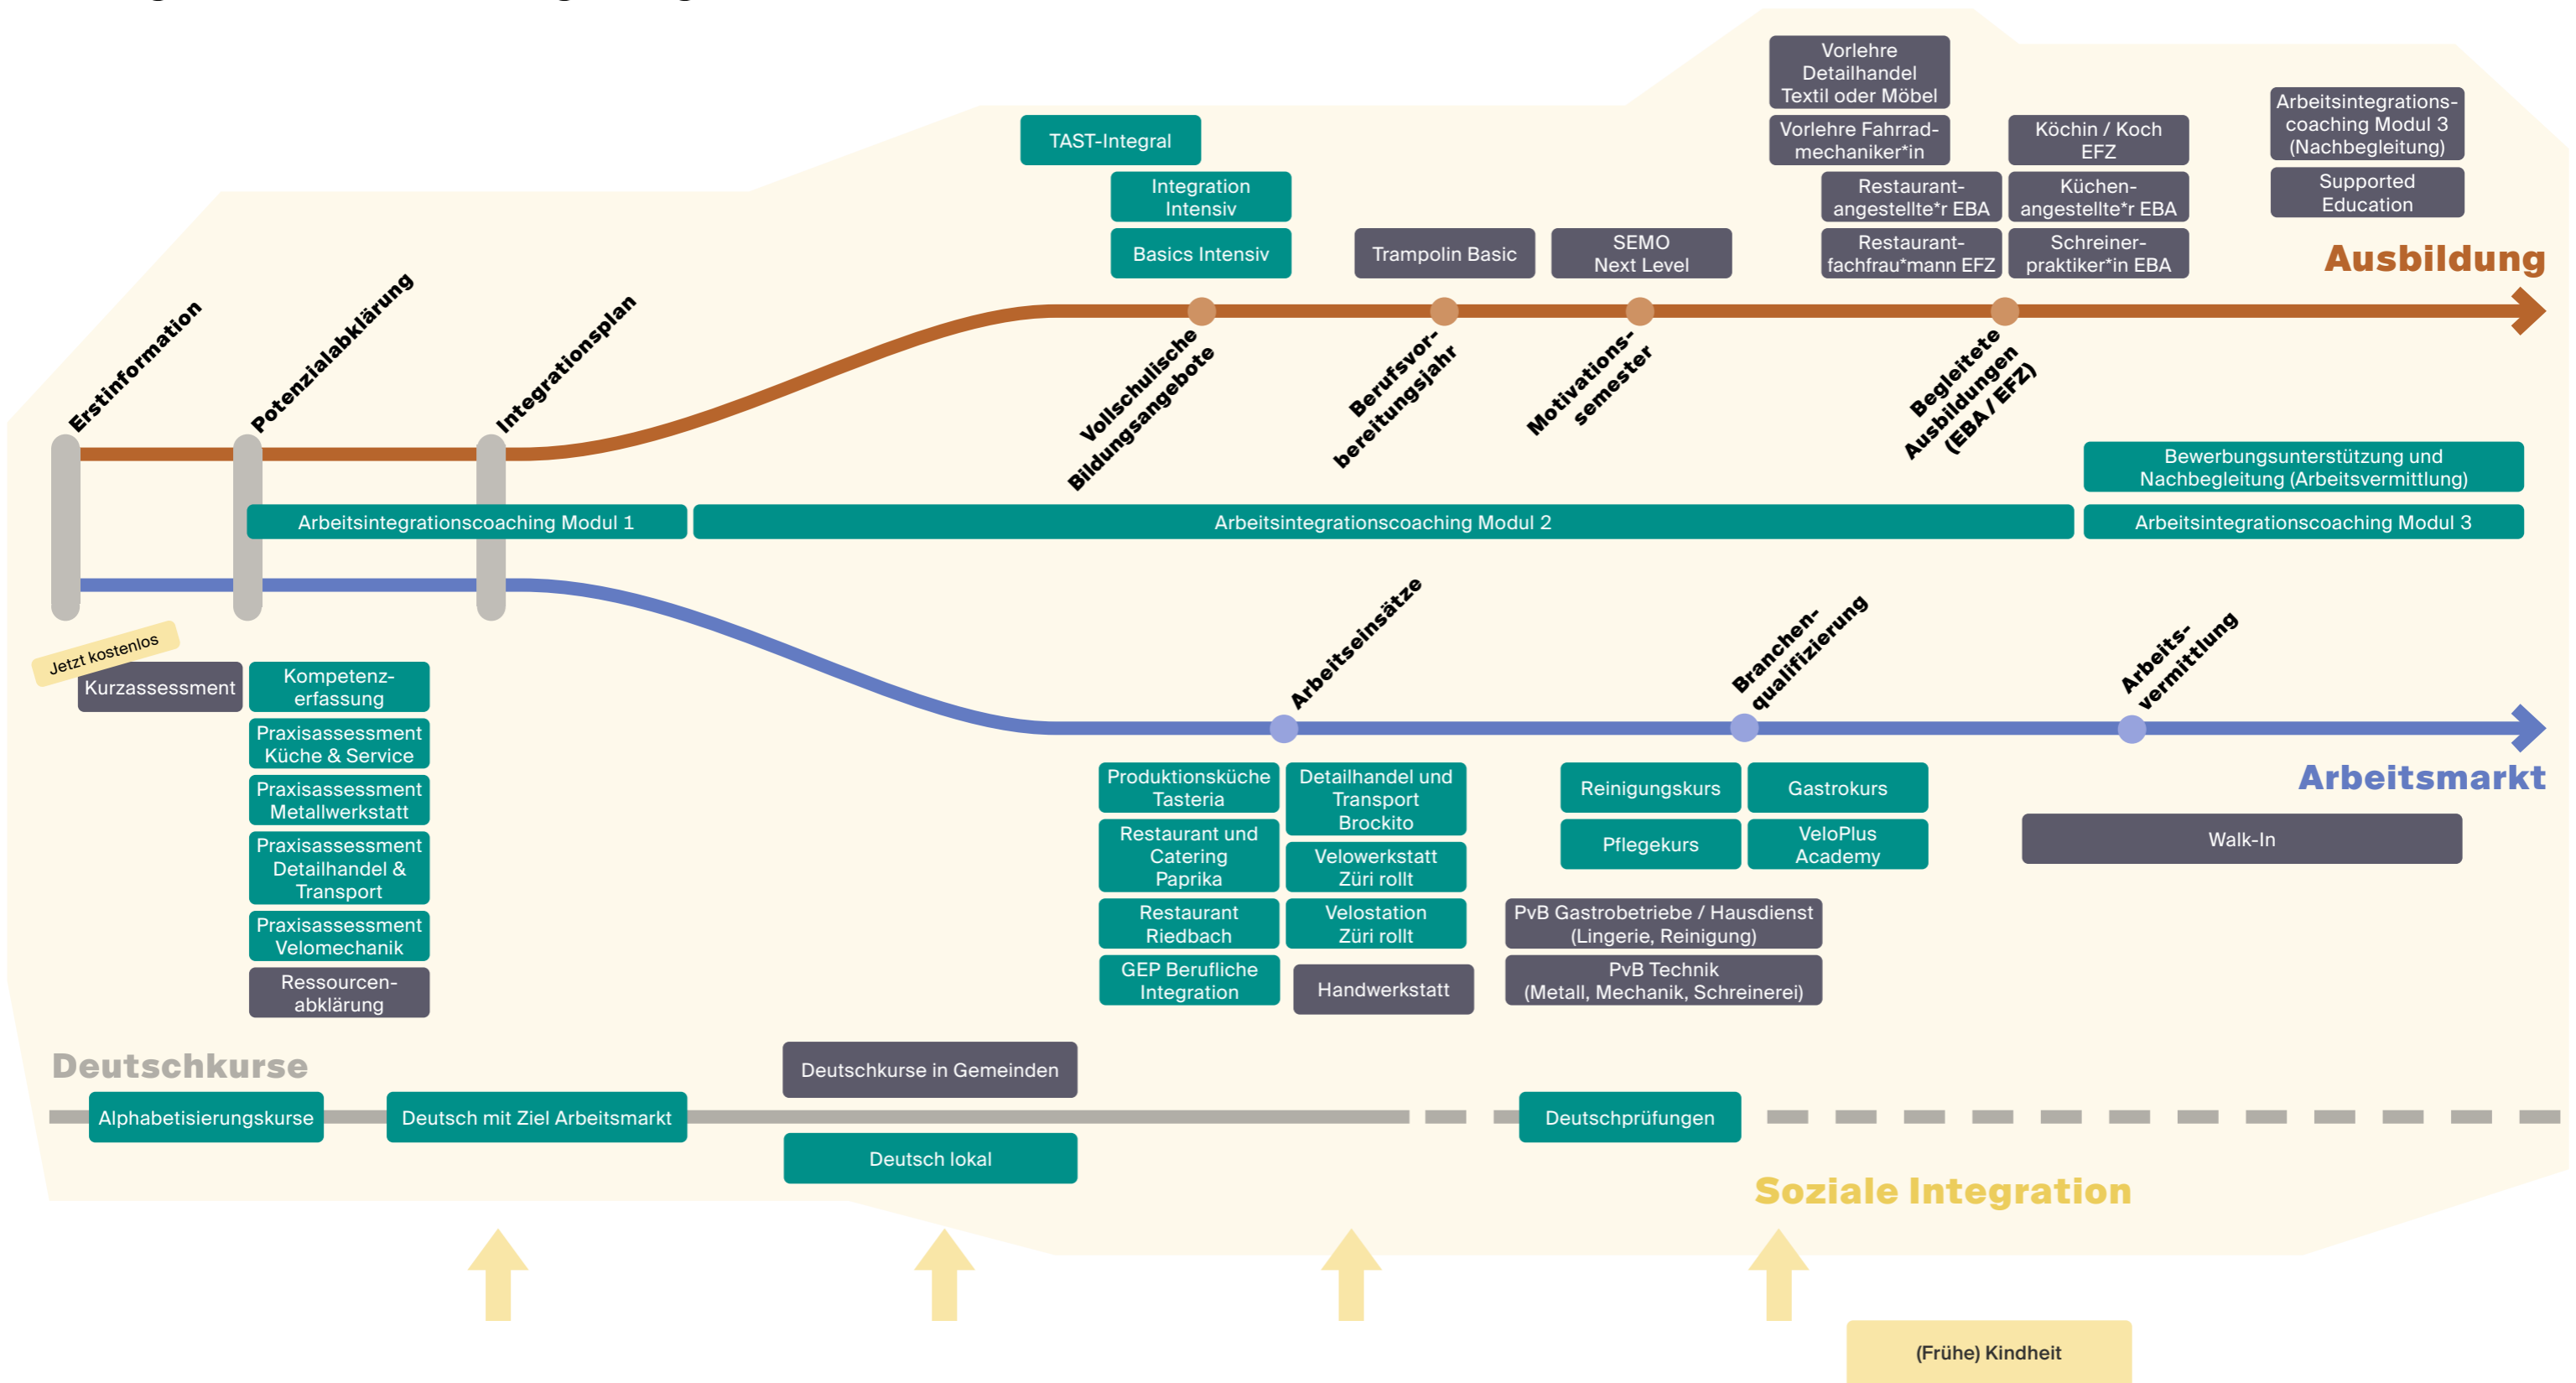 Vorlehre
Detailhandel
Textil oder Möbel
Arbeitsintegrations-
coaching Modul 3
(Nachbegleitung)
TAST-Integral
Vorlehre Fahrrad-
mechaniker*in
Köchin / Koch
EFZ
Integration
Intensiv
Restaurant-
angestellte*r EBA
Küchen-
angestellte*r EBA
Supported
Education
Basics Intensiv
Trampolin Basic
SEMO
Next Level
Restaurant-
fachfrau*mann EFZ
Schreiner-
praktiker*in EBA
Ausbildung
Erstinformation
Potenzialabklärung
Integrationsplan
Vollschulische
Bildungsangebote
Berufsvor-
bereitungsjahr
Motivations-
semester
Begleitete
Ausbildungen
(EBA / EFZ)
Bewerbungsunterstützung und
Nachbegleitung (Arbeitsvermittlung)
Arbeitsintegrationscoaching Modul 1
Arbeitsintegrationscoaching Modul 2
Arbeitsintegrationscoaching Modul 3
Arbeitseinsätze
Branchen-
qualifizierung
Arbeits-
vermittlung
Arbeitsmarkt
Jetzt kostenlos
Kurzassessment
Kompetenz-
erfassung
Praxisassessment
Küche & Service
Praxisassessment
Metallwerkstatt
Praxisassessment
Detailhandel &
Transport
Praxisassessment
Velomechanik
Ressourcen-
abklärung
Produktionsküche
Tasteria
Restaurant und
Catering
Paprika
Restaurant
Riedbach
GEP Berufliche
Integration
Detailhandel und
Transport
Brockito
Velowerkstatt
Züri rollt
Velostation
Züri rollt
Handwerkstatt
Reinigungskurs
Gastrokurs
Pflegekurs
VeloPlus
Academy
PvB Gastrobetriebe / Hausdienst
(Lingerie, Reinigung)
PvB Technik
(Metall, Mechanik, Schreinerei)
Walk-In
Deutschkurse
Alphabetisierungskurse
Deutsch mit Ziel Arbeitsmarkt
Deutschkurse in Gemeinden
Deutsch lokal
Deutschprüfungen
Soziale Integration
(Frühe) Kindheit